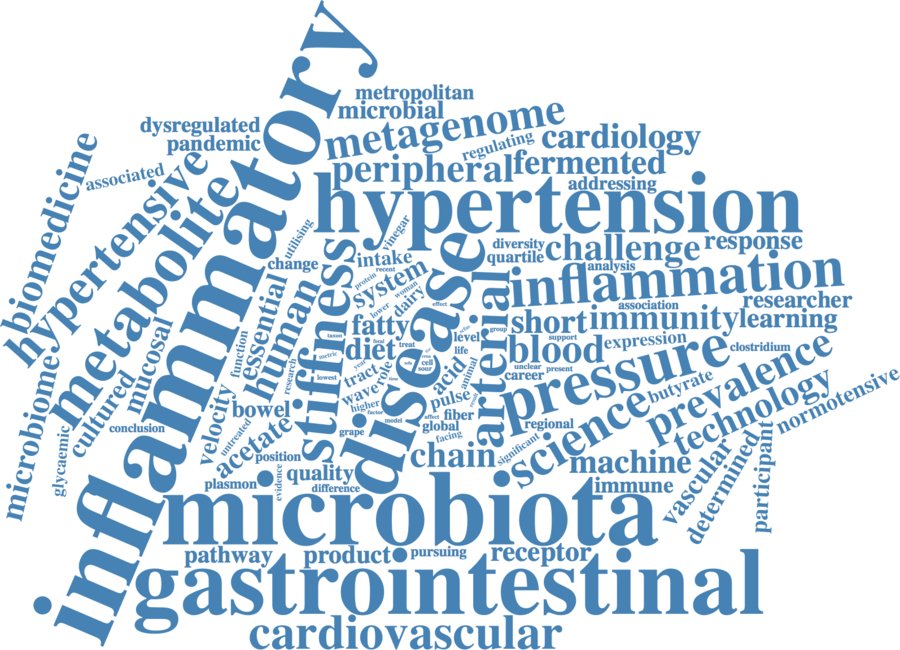 inflammatory
metropolitan
microbial
dysregulated
pandemic
metagenome
regulating
cardiology
peripheral
fermented
associated
addressing
biomedicine
hypertensive
metabolite
hypertension
utilising
vinegar
diversity
quartile
challenge
response
change
stiffness
intake
protein
recent
system
woman
dairy
lower
disease
effect
inflammation
analysis
association
researcher
essential
human
fatty
arterial
short
immunity
learning
mucosal
function
diet
treat
level
group
support
blood
expression
clostridium
life
metric
research
lowest
tract
year
role
cell
sour
acid
animal
unclear
present
career
pressure
prevalence
butyrate
technology
normotensive
microbiome
cultured
glycaemic
conclusion
velocity
untreated
bowel
acetate
wave
higher
factor
model
affect
pulse
fiber
global
facing
grape
regional
science
significant
chain
machine
immune
vascular
determined
participant
position
quality
plasmon
evidence
difference
microbiota
pathway
product
pursuing
receptor
gastrointestinal
cardiovascular